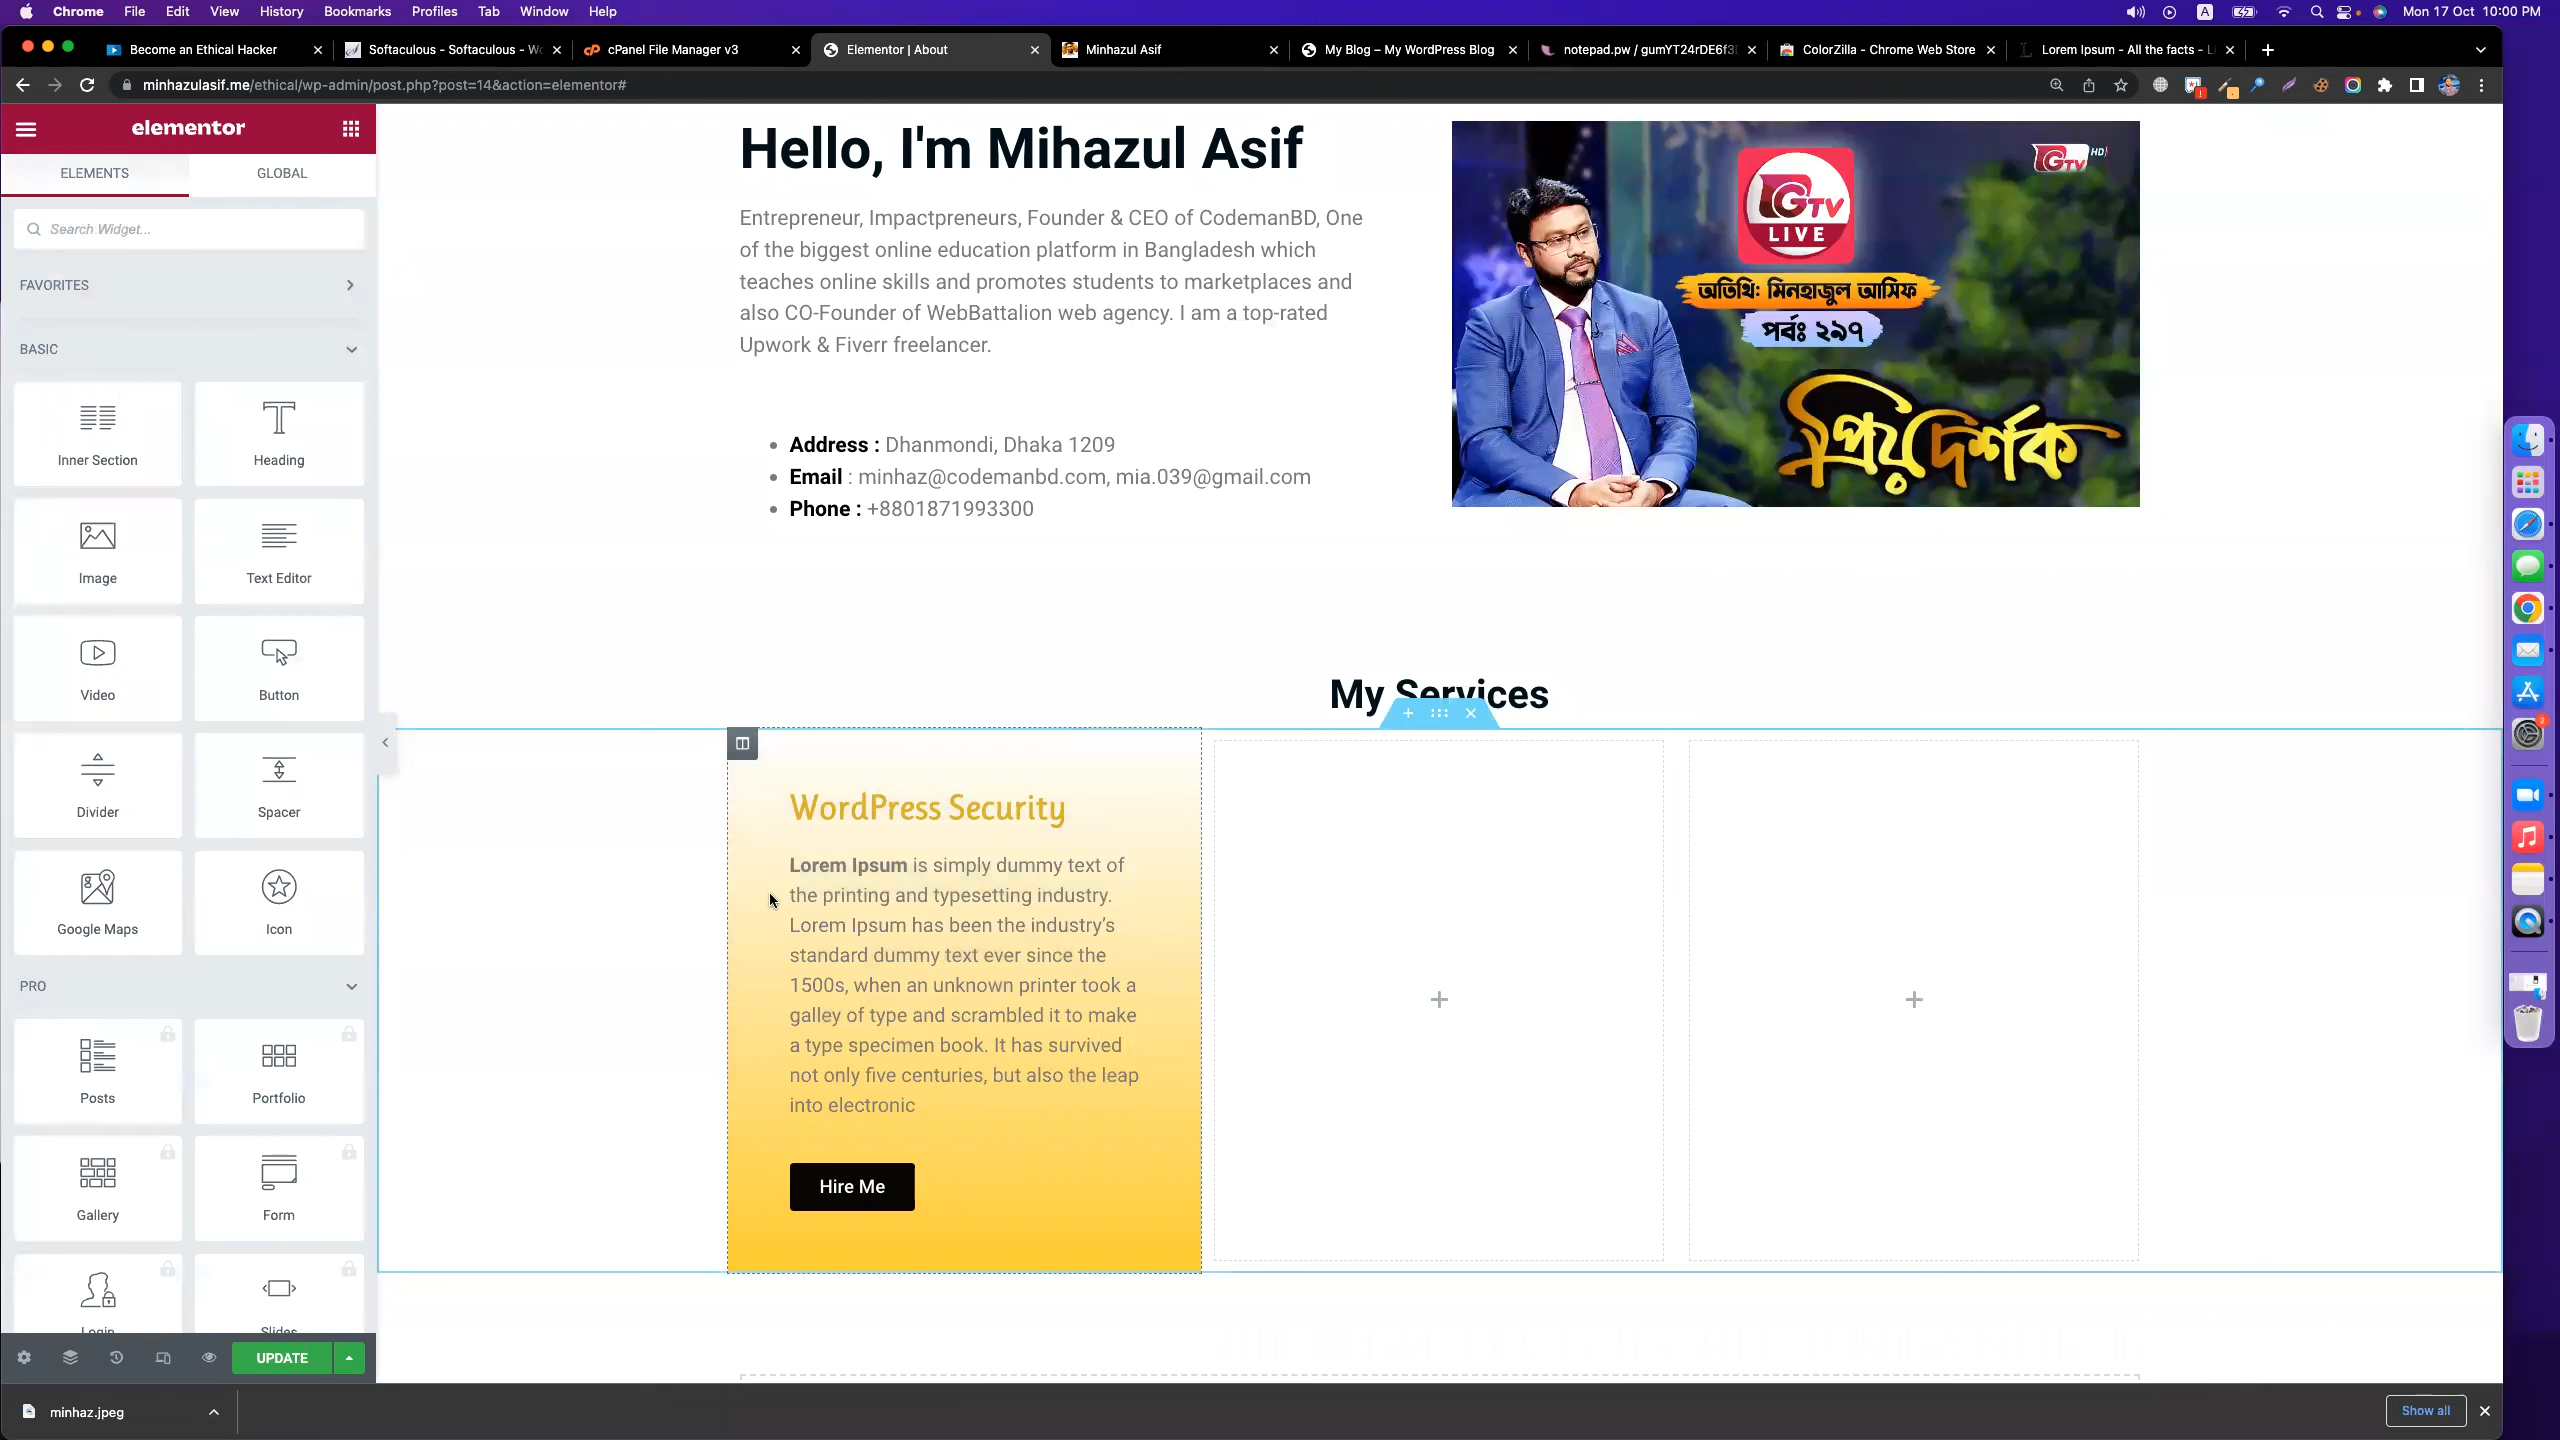 Chrome File Edit View History Bookmarks Profiles Tab Window Help
A
Mon 17 Oct 10:00 PM
Become an Ethical Hacker
Softaculous - Softaculous - Wo
cPanel File Manager v3
Elementor | About
Minhazul Asif
My Blog – My WordPress Blog
notepad.pw / gumYT24rDE6f3
ColorZilla - Chrome Web Store
Lorem Ipsum - All the facts - Li
minhazulasif.me/ethical/wp-admin/post.php?post=14&action=elementor#
elementor
ELEMENTS
GLOBAL
Search Widget...
FAVORITES
BASIC
Inner Section
Heading
Image
Text Editor
Video
Button
Divider
Spacer
Google Maps
Icon
PRO
Posts
Portfolio
Gallery
Form
Login
Slides
UPDATE
Hello, I'm Mihazul Asif
Entrepreneur, Impactpreneurs, Founder & CEO of CodemanBD, One
of the biggest online education platform in Bangladesh which
teaches online skills and promotes students to marketplaces and
also CO-Founder of WebBattalion web agency. I am a top-rated
Upwork & Fiverr freelancer.
Address : Dhanmondi, Dhaka 1209
Email : minhaz@codemanbd.com, mia.039@gmail.com
Phone : +8801871993300
GTV HD
GTV
LIVE
অতিথি: মিনহাজুল আসিফ
পর্বঃ ২৯৭
প্রিয়দর্শক
My Services
WordPress Security
Lorem Ipsum is simply dummy text of
the printing and typesetting industry.
Lorem Ipsum has been the industry's
standard dummy text ever since the
1500s, when an unknown printer took a
galley of type and scrambled it to make
a type specimen book. It has survived
not only five centuries, but also the leap
into electronic
Hire Me
2
minhaz.jpeg
Show all